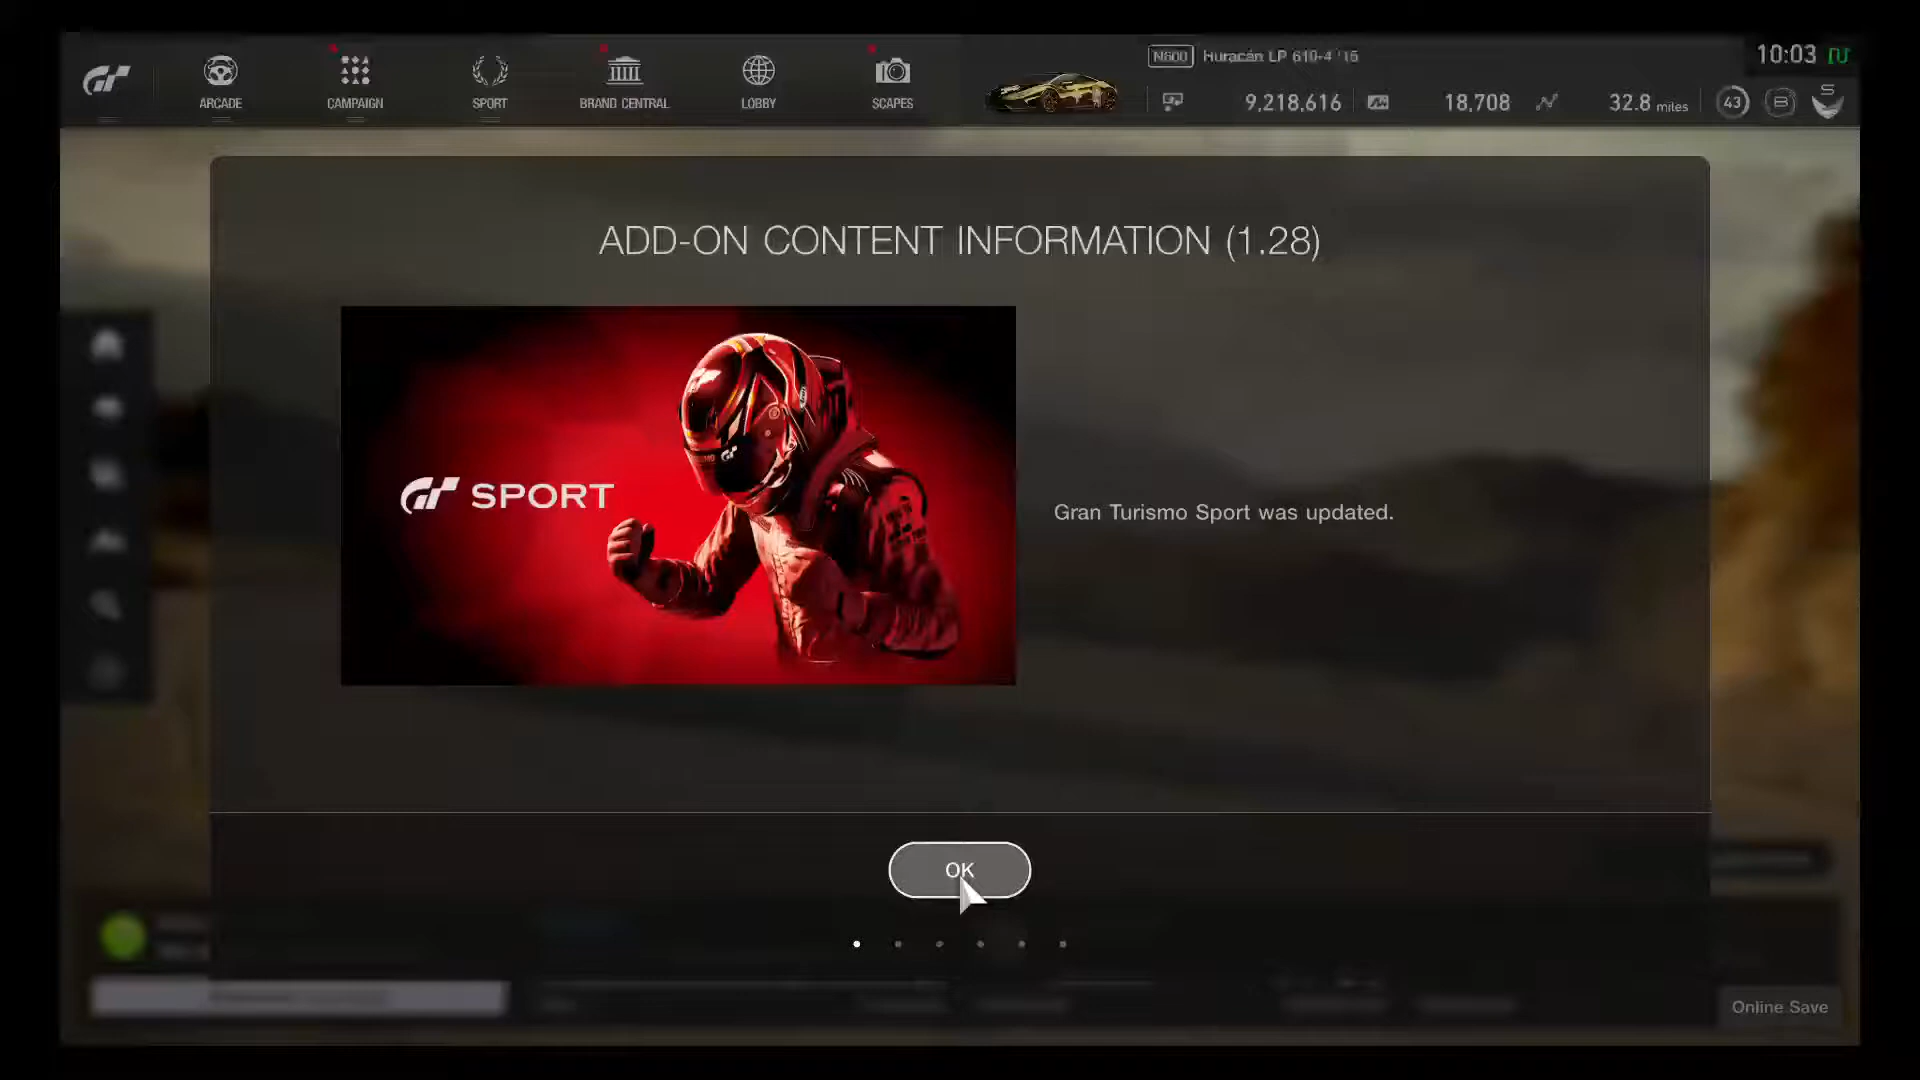 N600 Huracán LP 610-4 '15
10:03
ARCADE
CAMPAIGN
SPORT
BRAND CENTRAL
LOBBY
SCAPES
9,218,616
18,708
32.8 miles
43
B
S
ADD-ON CONTENT INFORMATION (1.28)
SPORT
Gran Turismo Sport was updated.
OK
Online Save